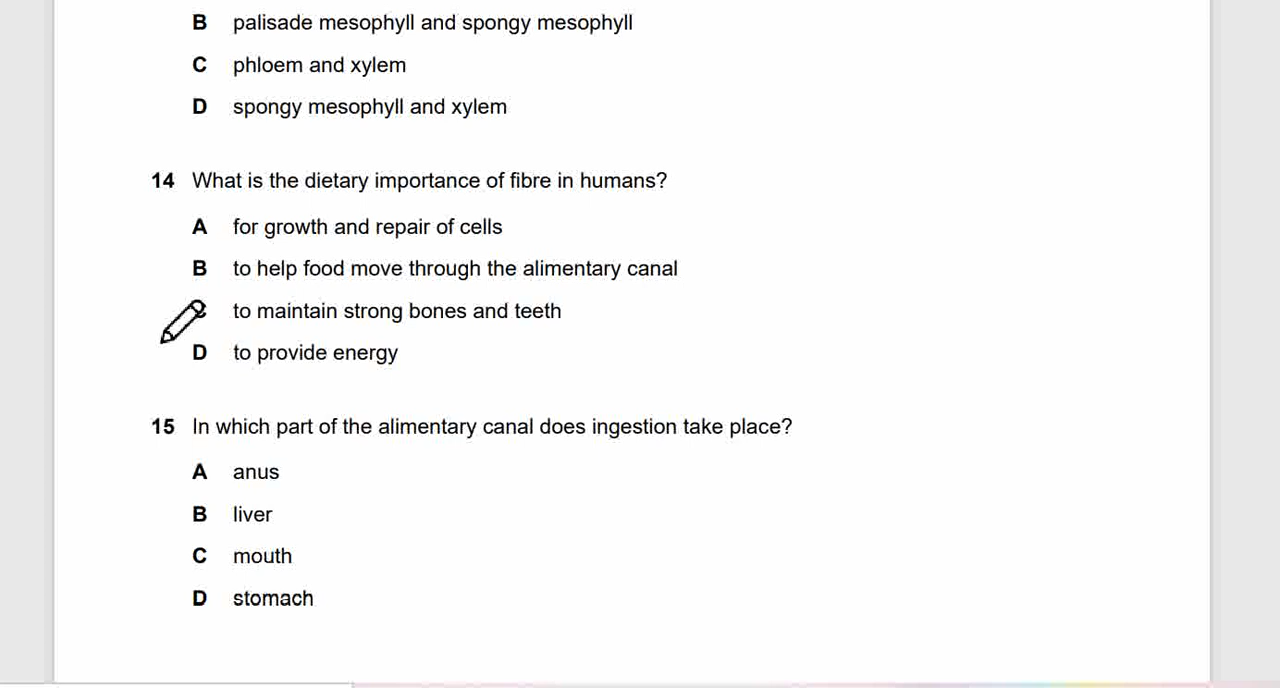 B palisade mesophyll and spongy mesophyll
C phloem and xylem
D spongy mesophyll and xylem
14 What is the dietary importance of fibre in humans?
A for growth and repair of cells
B to help food move through the alimentary canal
to maintain strong bones and teeth
D to provide energy
15 In which part of the alimentary canal does ingestion take place?
A anus
B liver
C mouth
D stomach